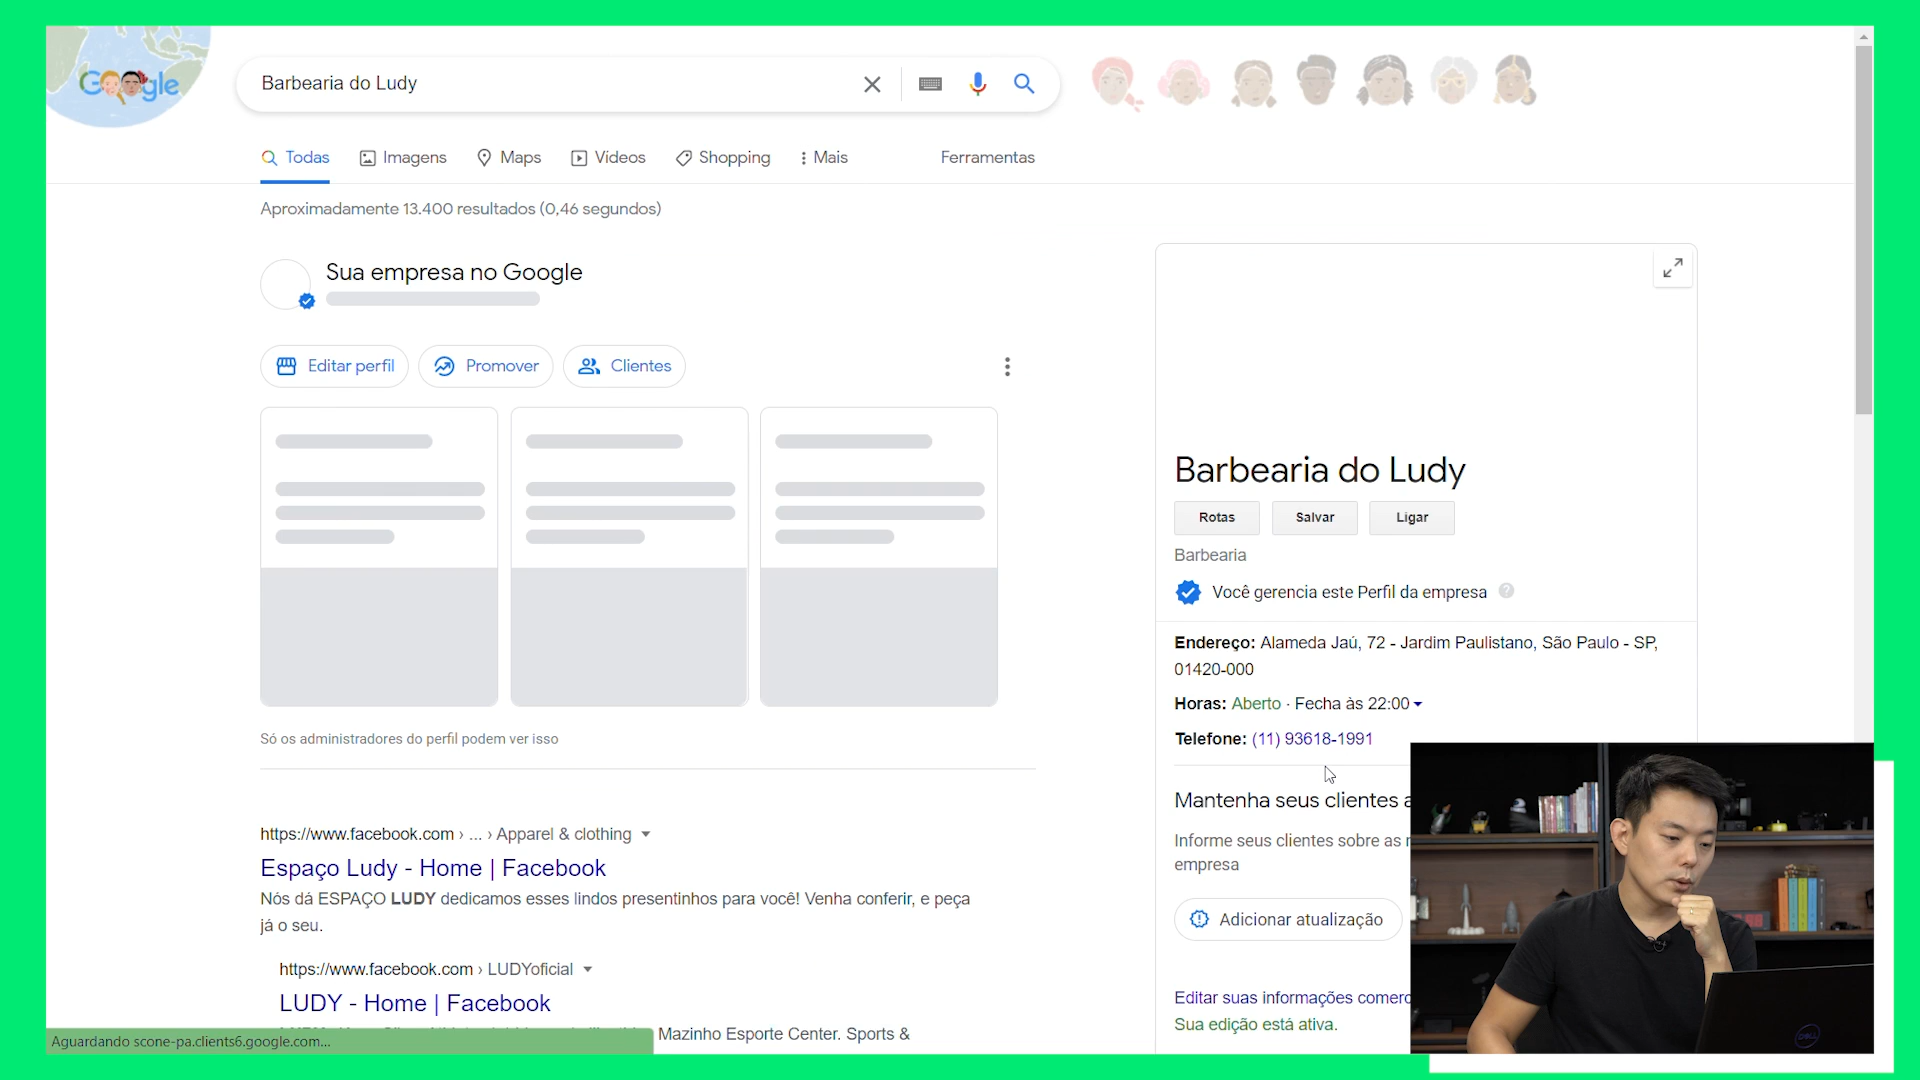 Google
Barbearia do Ludy
Todas
Imagens
Maps
Vídeos
Shopping
Mais
Ferramentas
Aproximadamente 13.400 resultados (0,46 segundos)
Sua empresa no Google
Editar perfil
Promover
Clientes
Só os administradores do perfil podem ver isso
https://www.facebook.com › ... › Apparel & clothing
Espaço Ludy - Home | Facebook
Nós dá ESPAÇO LUDY dedicamos esses lindos presentinhos para você! Venha conferir, e peça
já o seu.
https://www.facebook.com › LUDYoficial
LUDY - Home | Facebook
Mazinho Esporte Center. Sports &
Aguardando scone-pa.clients6.google.com...
Barbearia do Ludy
Rotas
Salvar
Ligar
Barbearia
Você gerencia este Perfil da empresa
Endereço: Alameda Jaú, 72 - Jardim Paulistano, São Paulo - SP,
01420-000
Horas: Aberto · Fecha às 22:00
Telefone: (11) 93618-1991
Mantenha seus clientes a
Informe seus clientes sobre as
empresa
Adicionar atualização
Editar suas informações comerc
Sua edição está ativa.
DELL